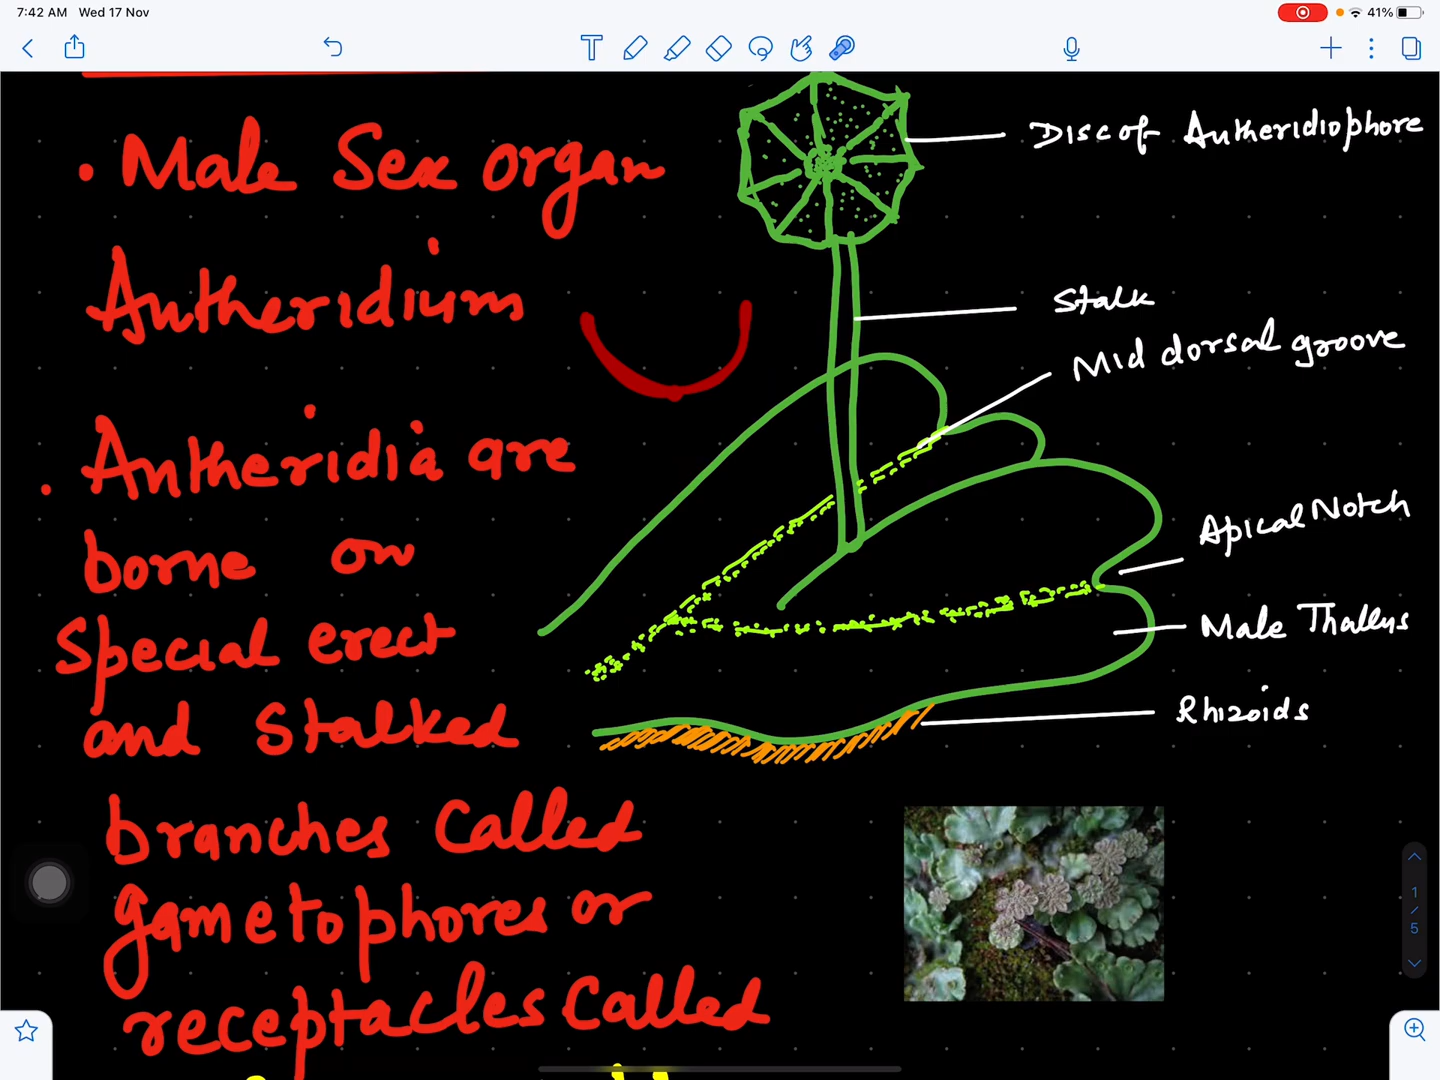 7:42 AM Wed 17 Nov
41%
• Male Sex organ
Antheridium
• Antheridia are
borne on
Special erect
and Stalked
branches Called
gametophores or
receptacles Called
Disc of Antheridiophore
Stalk
Mid dorsal groove
Apical Notch
Male Thallus
Rhizoids
1
/
5